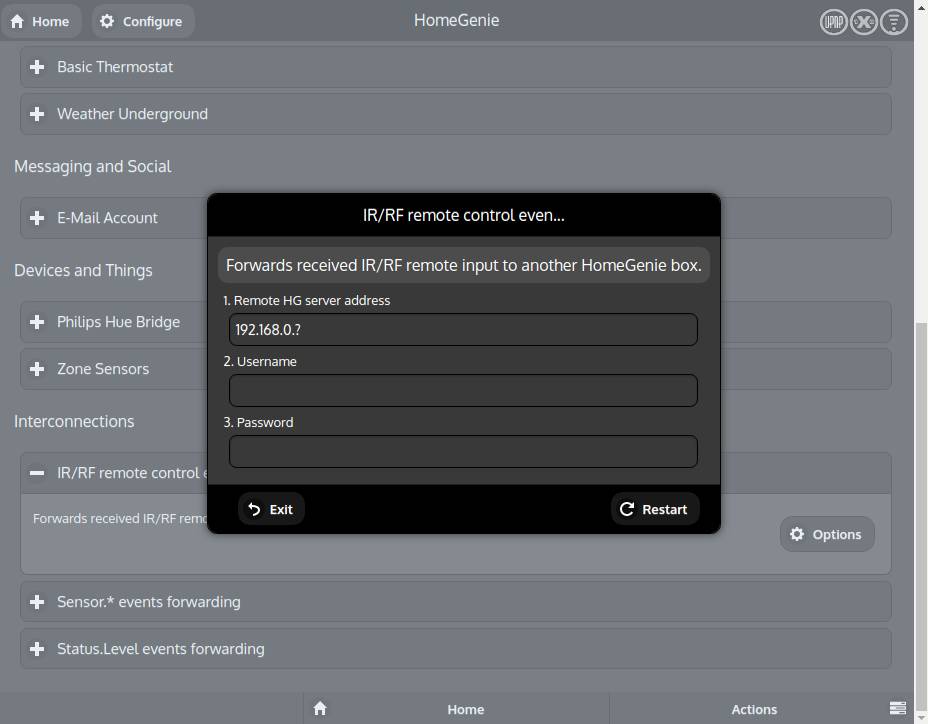 Home
Configure
HomeGenie
UPNP
X
Basic Thermostat
Weather Underground
Messaging and Social
E-Mail Account
Devices and Things
Philips Hue Bridge
Zone Sensors
Interconnections
IR/RF remote control e
Forwards received IR/RF remo
Options
Sensor.* events forwarding
Status.Level events forwarding
IR/RF remote control even...
Forwards received IR/RF remote input to another HomeGenie box.
1. Remote HG server address
192.168.0.?
2. Username
3. Password
Exit
Restart
Home
Actions